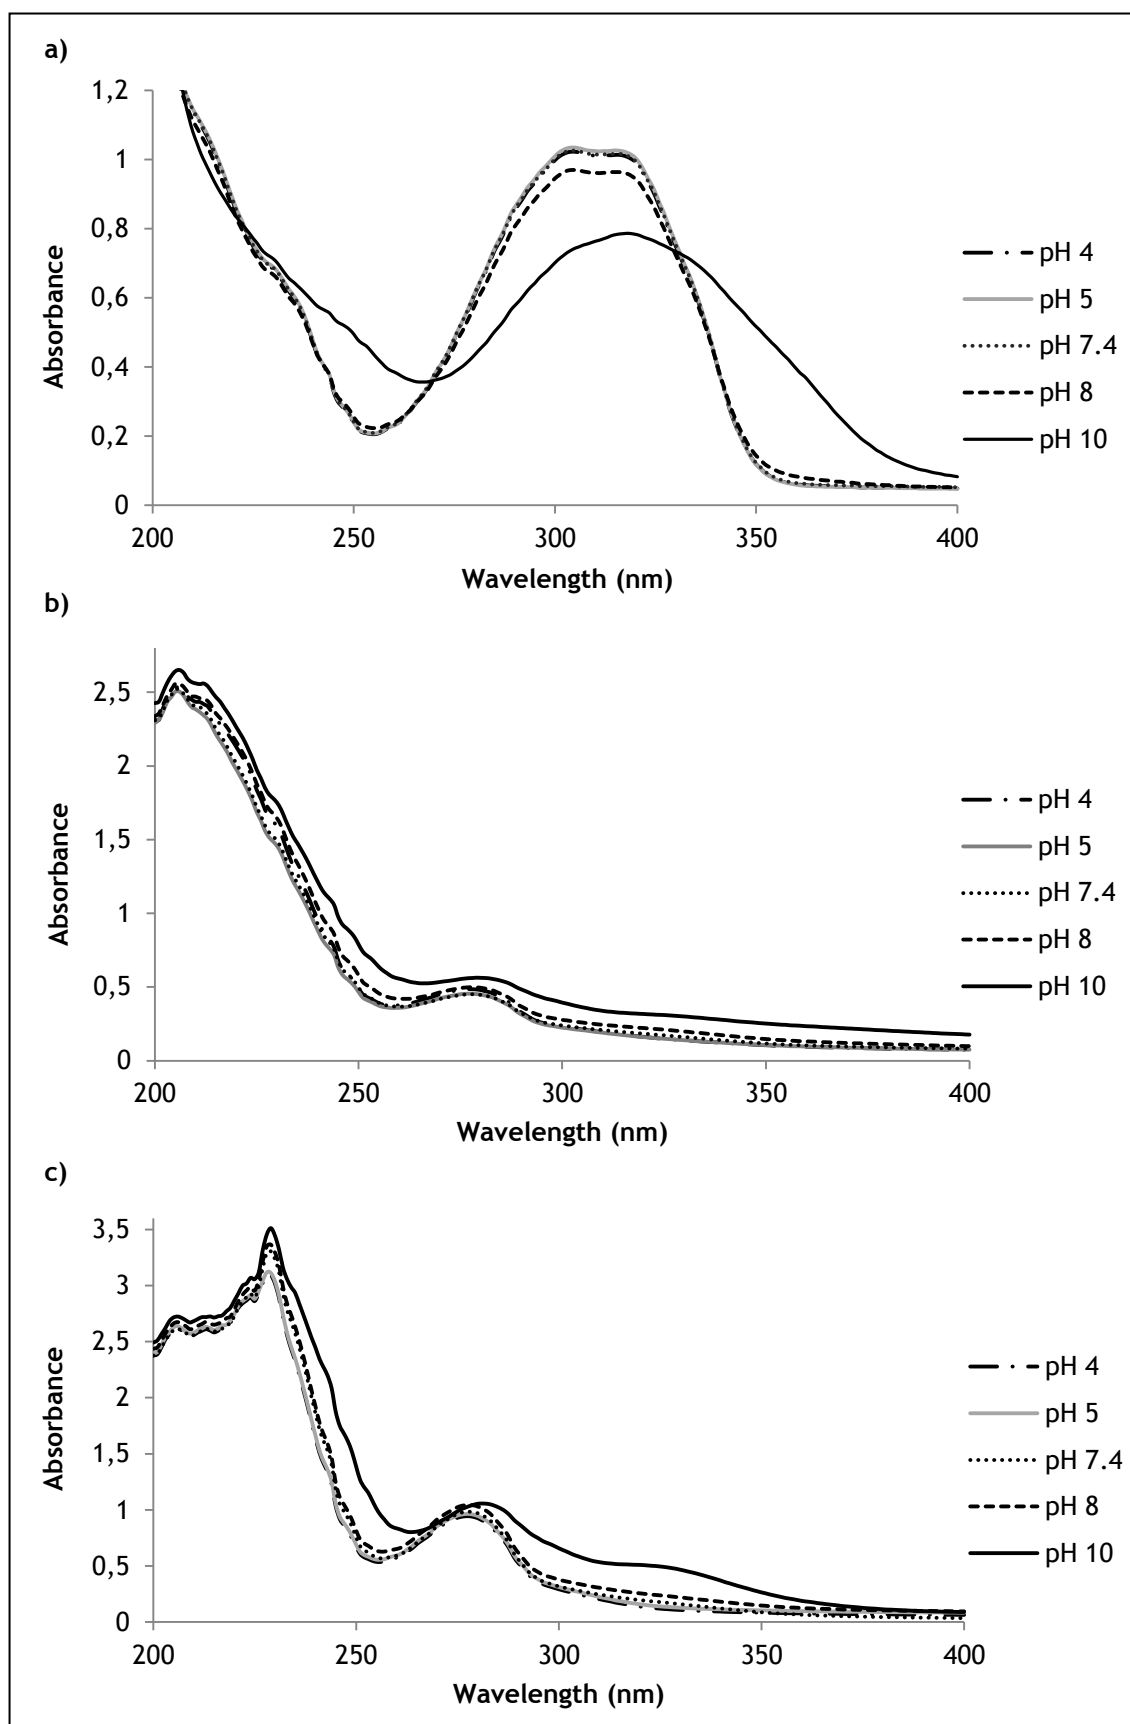 a)
1,2
1
0,8
0,6
0,4
0,2
0
Absorbance
200
250
300
350
400
Wavelength (nm)
pH 4
pH 5
pH 7.4
pH 8
pH 10
b)
2,5
2
1,5
1
0,5
0
Absorbance
200
250
300
350
400
Wavelength (nm)
pH 4
pH 5
pH 7.4
pH 8
pH 10
c)
3,5
3
2,5
2
1,5
1
0,5
0
Absorbance
200
250
300
350
400
Wavelength (nm)
pH 4
pH 5
pH 7.4
pH 8
pH 10